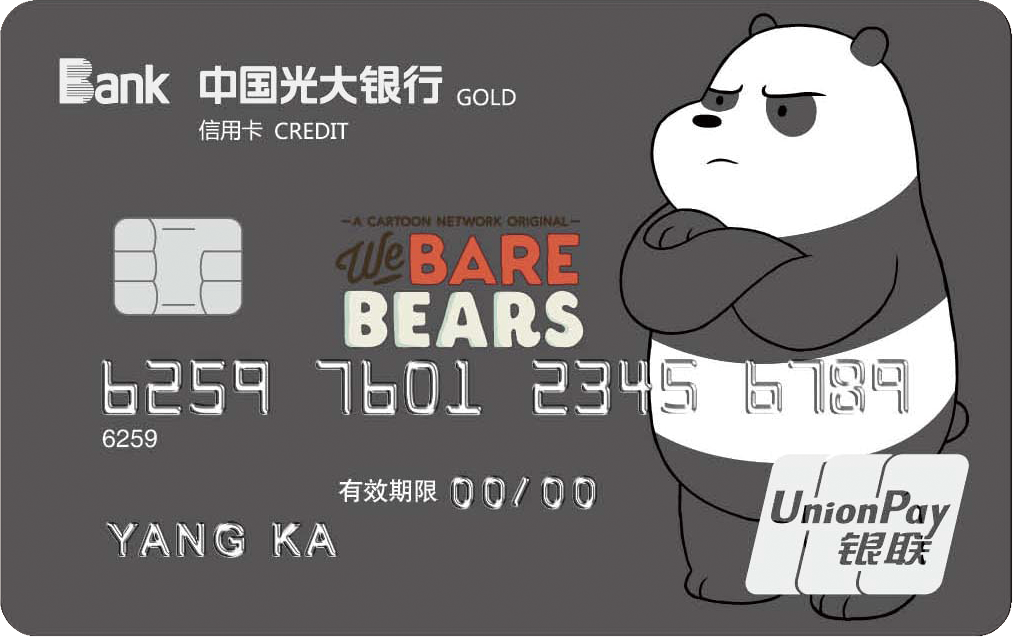 Bank 中国光大银行 GOLD
信用卡 CREDIT
A CARTOON NETWORK ORIGINAL
We BARE
BEARS
6259 7601 2345 6789
6259
有效期限 00/00
YANG KA
UnionPay
银联